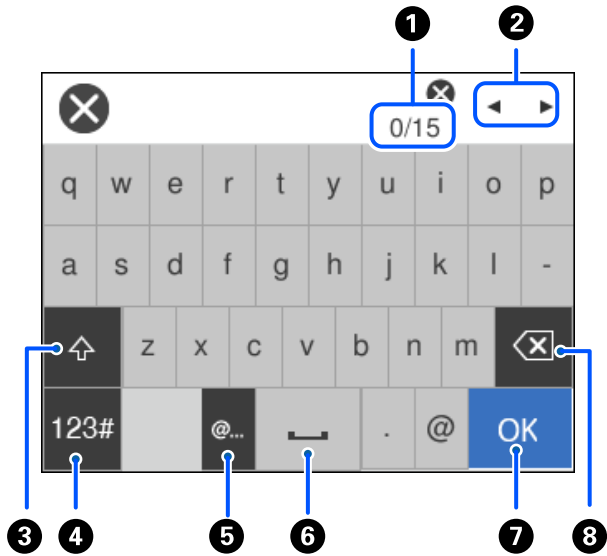 1 2
0/15
q w e r t y u i o p
a s d f g h j k l -
z x c v b n m
123# @... . @ OK
3 4 5 6 7 8